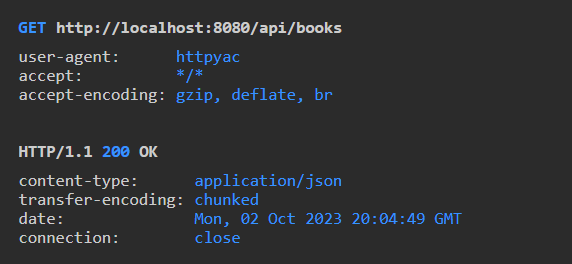 GET http://localhost:8080/api/books
user-agent: httpyac
accept: */*
accept-encoding: gzip, deflate, br
HTTP/1.1 200 OK
content-type: application/json
transfer-encoding: chunked
date: Mon, 02 Oct 2023 20:04:49 GMT
connection: close